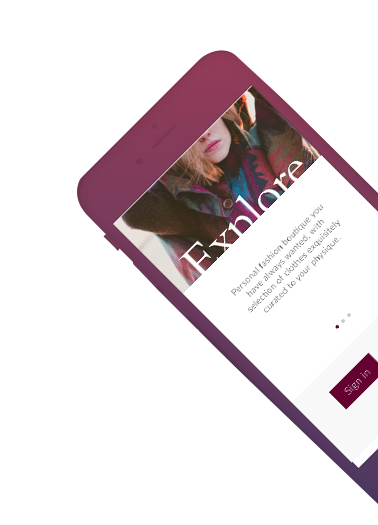 Explore
Personal fashion boutique you
have always wanted, with
selection of clothes exquisitely
curated to your physique.
Sign in